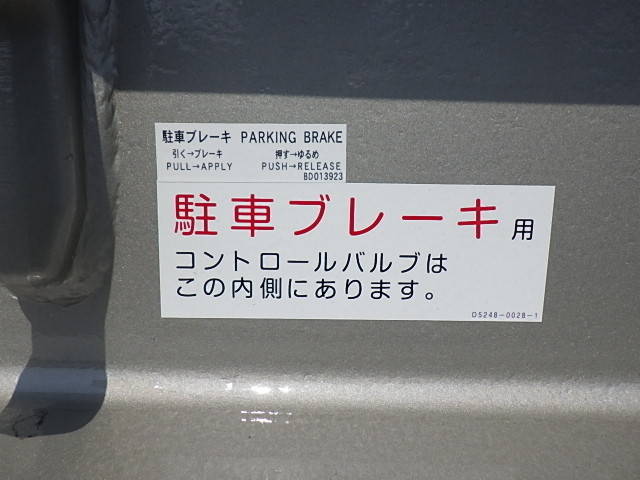 駐車ブレーキ PARKING BRAKE
引く→ブレーキ 押す→ゆるめ
PULL→APPLY PUSH→RELEASE
BD013923
駐車ブレーキ用
コントロールバルブは
この内側にあります。
D5248-0028-1